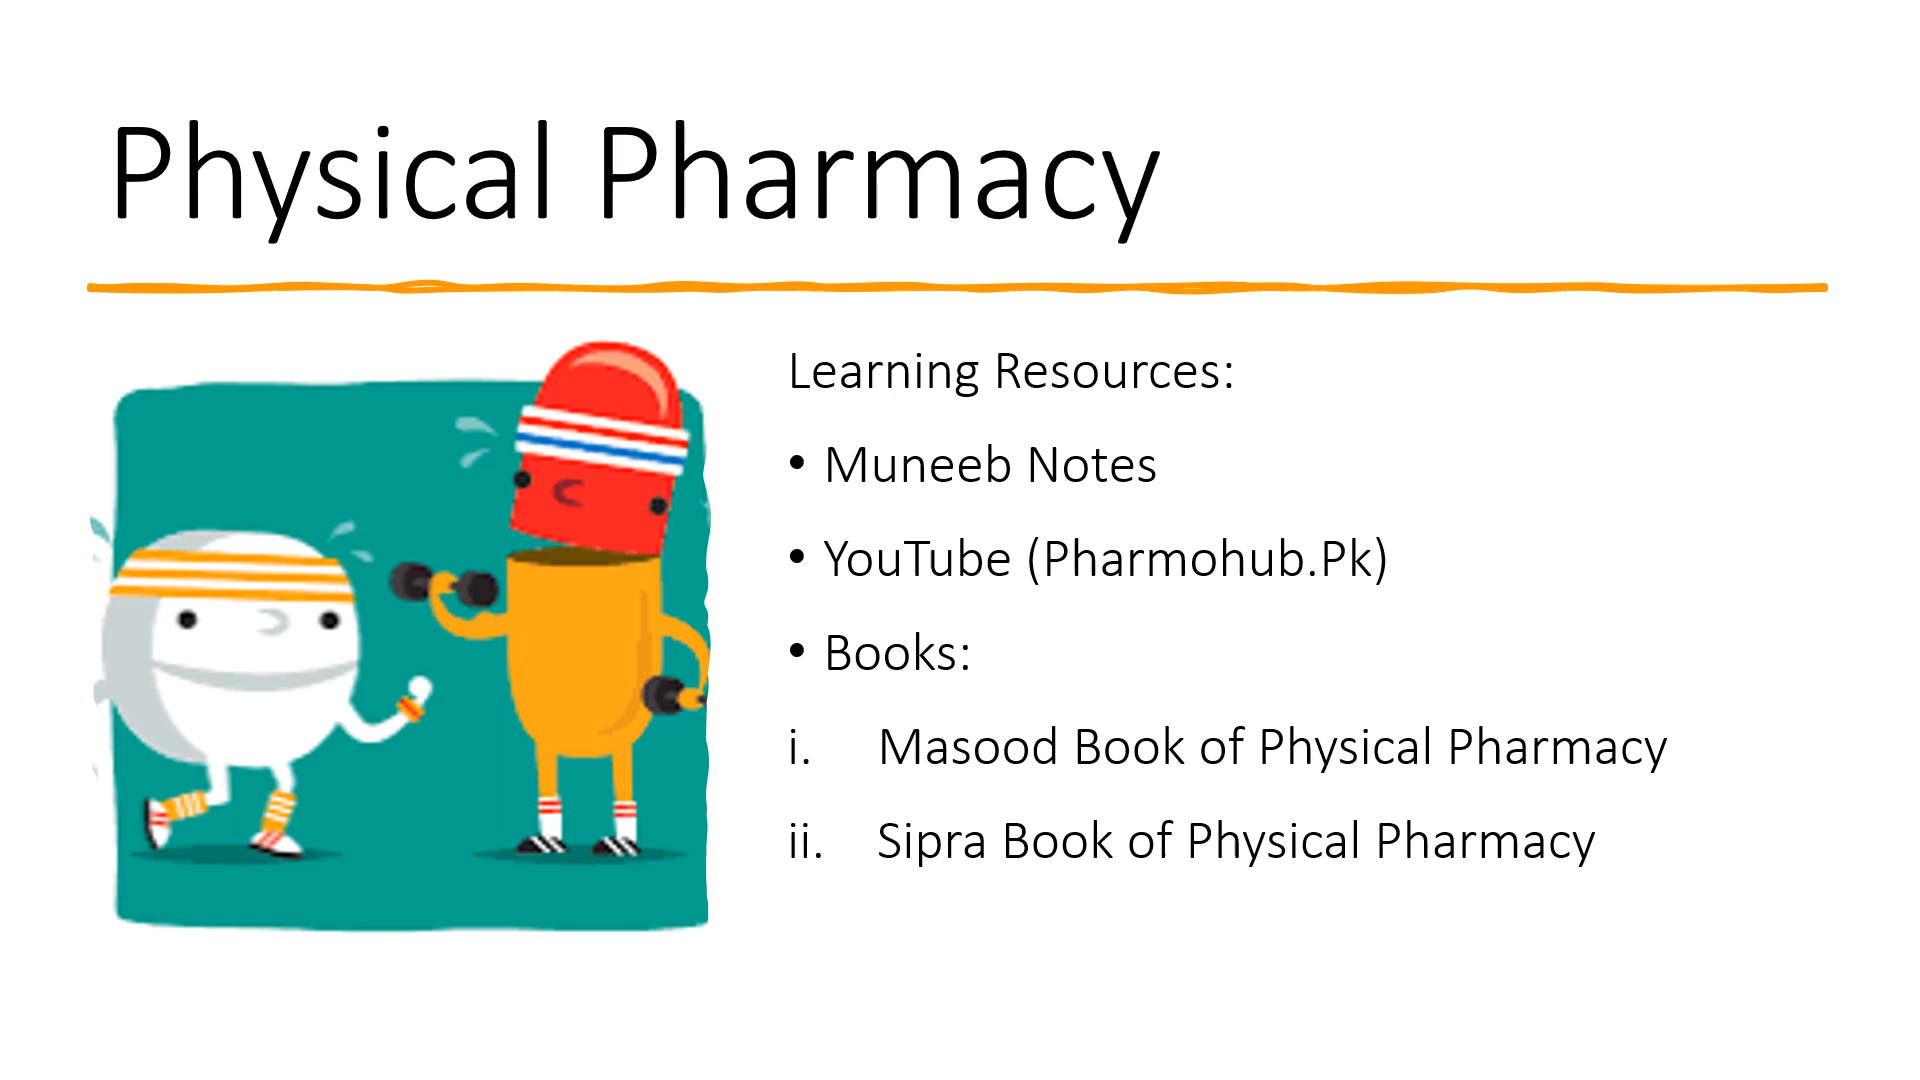 Physical Pharmacy
Learning Resources:
• Muneeb Notes
• YouTube (Pharmohub.Pk)
• Books:
i. Masood Book of Physical Pharmacy
ii. Sipra Book of Physical Pharmacy